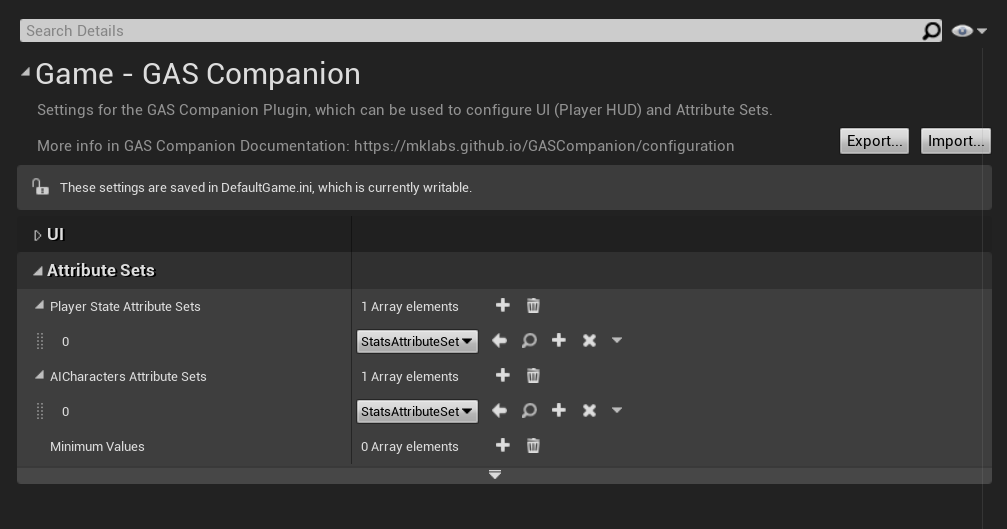 Search Details
Game - GAS Companion
Settings for the GAS Companion Plugin, which can be used to configure UI (Player HUD) and Attribute Sets.
More info in GAS Companion Documentation: https://mklabs.github.io/GASCompanion/configuration
Export... Import...
These settings are saved in DefaultGame.ini, which is currently writable.
UI
Attribute Sets
Player State Attribute Sets 1 Array elements
0 StatsAttributeSet
AICharacters Attribute Sets 1 Array elements
0 StatsAttributeSet
Minimum Values 0 Array elements